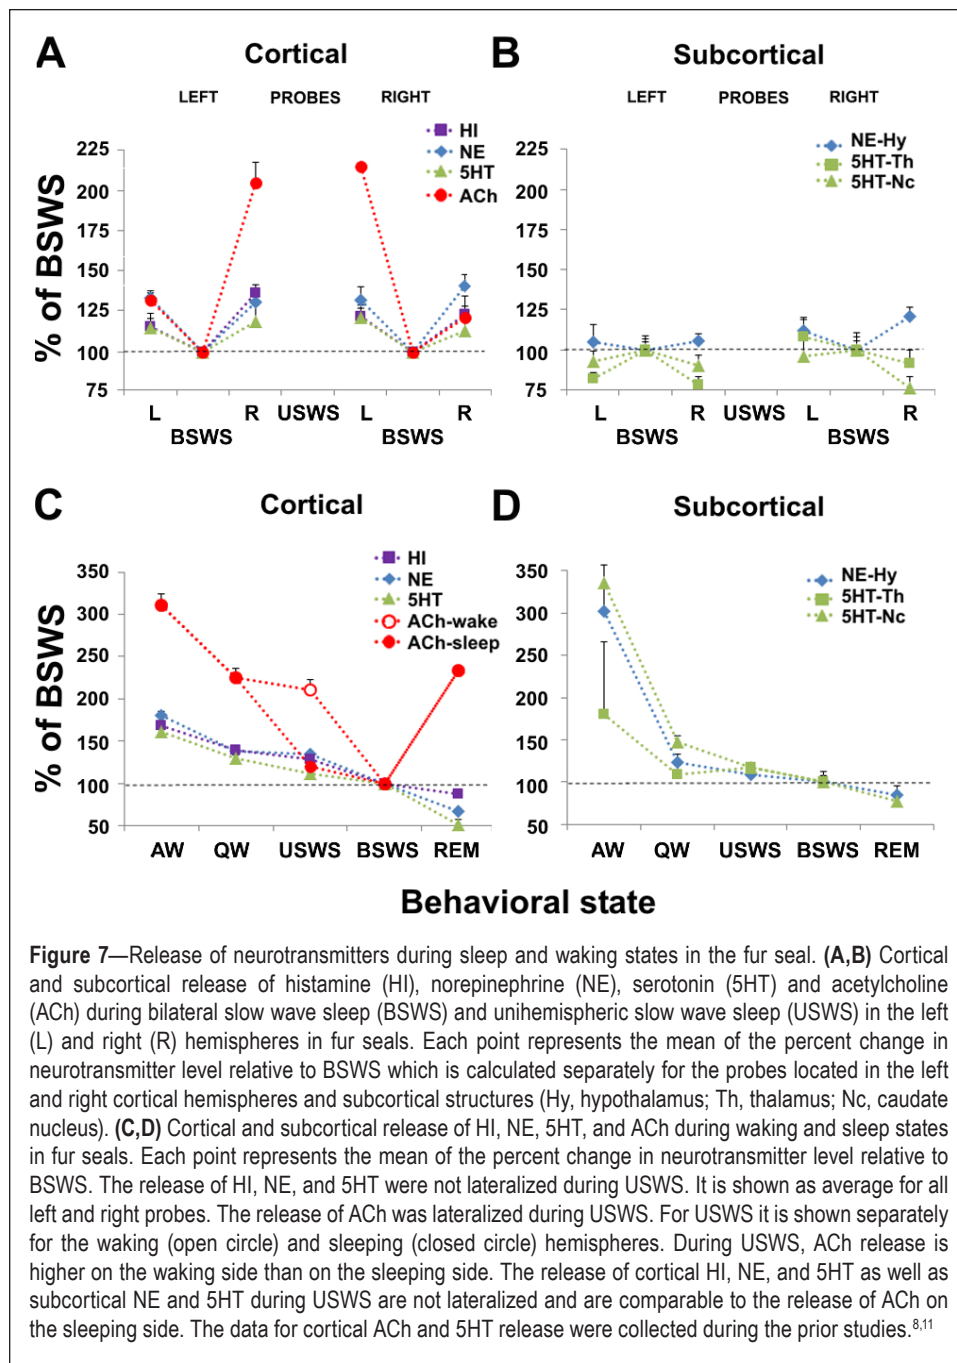 A
Cortical
LEFT PROBES RIGHT
HI
NE
5HT
ACh
% of BSWS
225
200
175
150
125
100
75
L R USWS L R
BSWS BSWS
B
Subcortical
LEFT PROBES RIGHT
NE-Hy
5HT-Th
5HT-Nc
225
200
175
150
125
100
75
L R USWS L R
BSWS BSWS
C
Cortical
HI
NE
5HT
ACh-wake
ACh-sleep
% of BSWS
350
300
250
200
150
100
50
AW QW USWS BSWS REM
D
Subcortical
NE-Hy
5HT-Th
5HT-Nc
350
300
250
200
150
100
50
AW QW USWS BSWS REM
Behavioral state
Figure 7—Release of neurotransmitters during sleep and waking states in the fur seal. (A,B) Cortical
and subcortical release of histamine (HI), norepinephrine (NE), serotonin (5HT) and acetylcholine
(ACh) during bilateral slow wave sleep (BSWS) and unihemispheric slow wave sleep (USWS) in the left
(L) and right (R) hemispheres in fur seals. Each point represents the mean of the percent change in
neurotransmitter level relative to BSWS which is calculated separately for the probes located in the left
and right cortical hemispheres and subcortical structures (Hy, hypothalamus; Th, thalamus; Nc, caudate
nucleus). (C,D) Cortical and subcortical release of HI, NE, 5HT, and ACh during waking and sleep states
in fur seals. Each point represents the mean of the percent change in neurotransmitter level relative to
BSWS. The release of HI, NE, and 5HT were not lateralized during USWS. It is shown as average for all
left and right probes. The release of ACh was lateralized during USWS. For USWS it is shown separately
for the waking (open circle) and sleeping (closed circle) hemispheres. During USWS, ACh release is
higher on the waking side than on the sleeping side. The release of cortical HI, NE, and 5HT as well as
subcortical NE and 5HT during USWS are not lateralized and are comparable to the release of ACh on
the sleeping side. The data for cortical ACh and 5HT release were collected during the prior studies.8,11